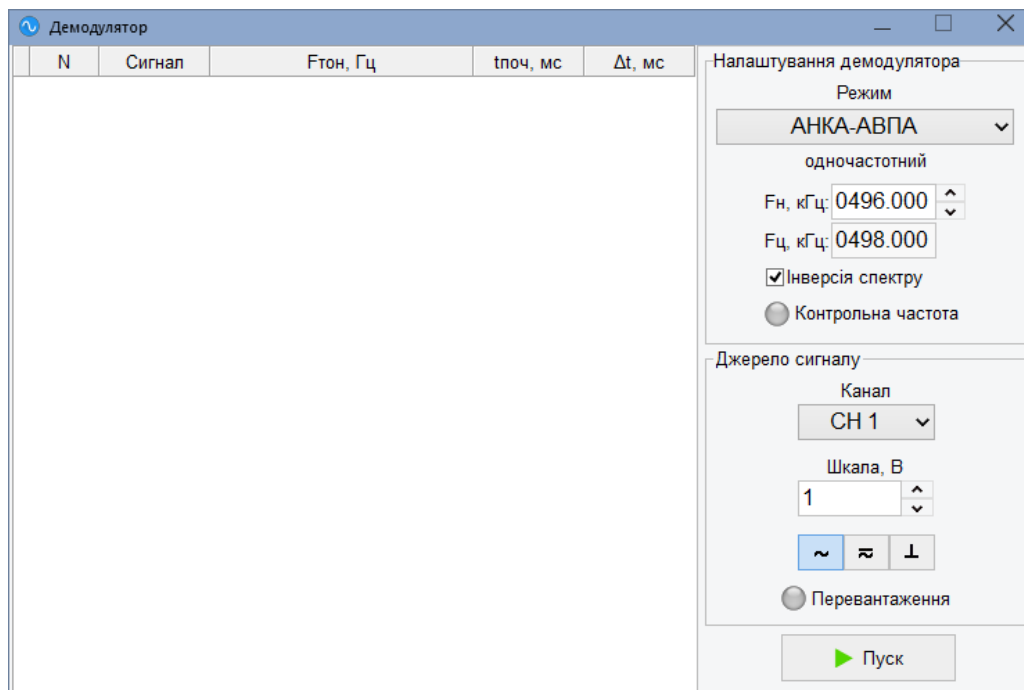 Демодулятор
N Сигнал Fтон, Гц tпоч, мс Δt, мс
Налаштування демодулятора
Режим
АНКА-АВПА
одночастотний
Fн, кГц: 0496.000
Fц, кГц: 0498.000
Інверсія спектру
Контрольна частота
Джерело сигналу
Канал
CH 1
Шкала, В
1
~ ≂ ⊥
Перевантаження
Пуск